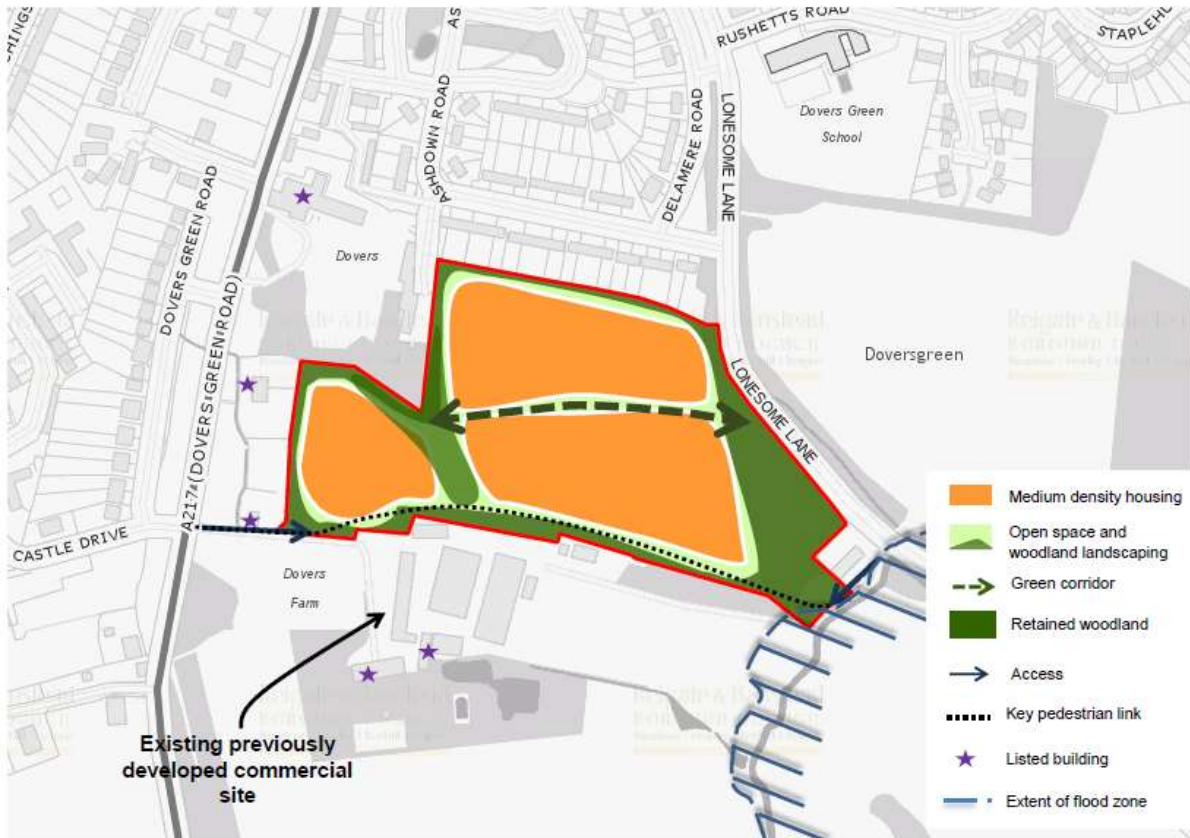 RUSHETTS ROAD
Dovers Green
School
LONESOME LANE
DELAMERE ROAD
ASHDOWN ROAD
DOVERS GREEN ROAD
Dovers
A217 (DOVERS GREEN ROAD)
Doversgreen
LONESOME LANE
CASTLE DRIVE
Dovers
Farm
Existing previously
developed commercial
site
Medium density housing
Open space and
woodland landscaping
Green corridor
Retained woodland
Access
Key pedestrian link
Listed building
Extent of flood zone